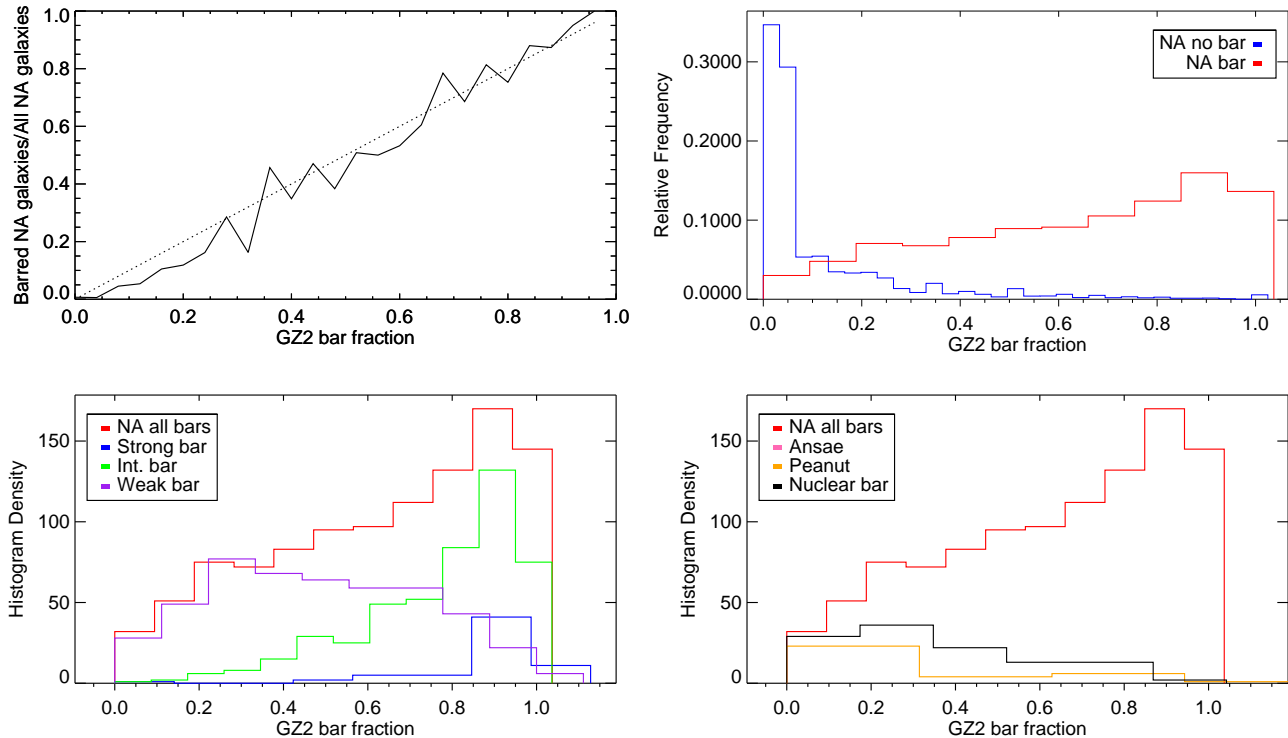 Barred NA galaxies/All NA galaxies
1.0
0.8
0.6
0.4
0.2
0.0
0.0 0.2 0.4 0.6 0.8 1.0
GZ2 bar fraction
Relative Frequency
0.3000
0.2000
0.1000
0.0000
NA no bar
NA bar
0.0 0.2 0.4 0.6 0.8 1.0
GZ2 bar fraction
Histogram Density
150
100
50
0
NA all bars
Strong bar
Int. bar
Weak bar
0.0 0.2 0.4 0.6 0.8 1.0
GZ2 bar fraction
Histogram Density
150
100
50
0
NA all bars
Ansae
Peanut
Nuclear bar
0.0 0.2 0.4 0.6 0.8 1.0
GZ2 bar fraction